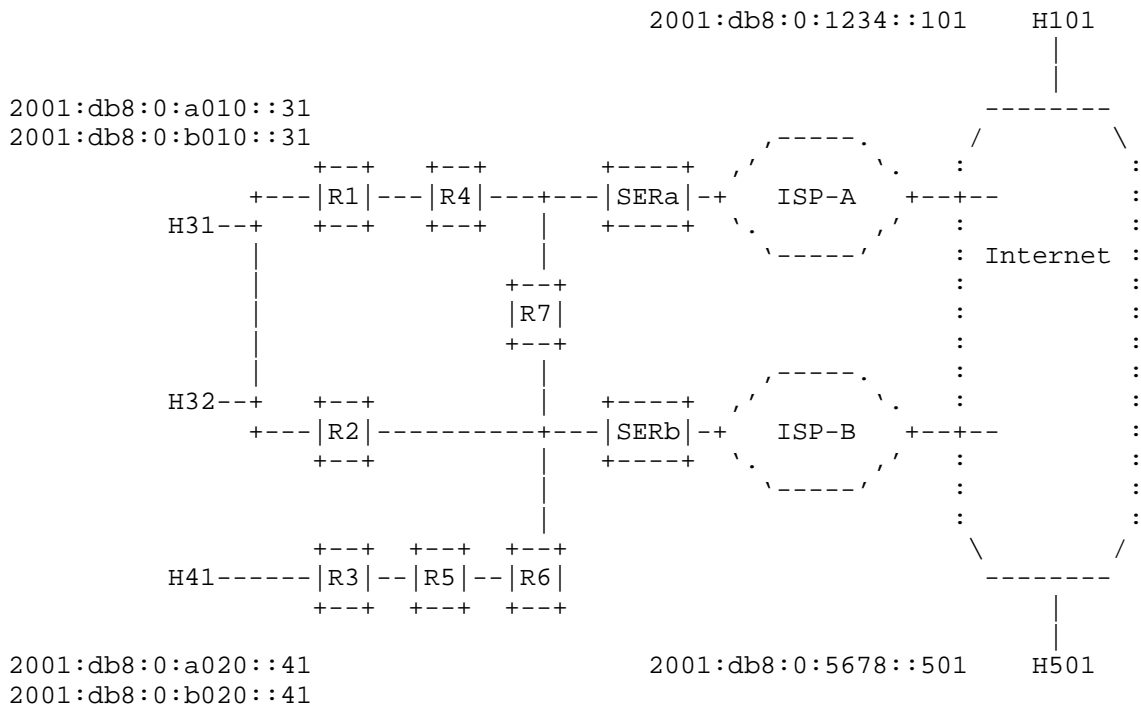 2001:db8:0:1234::101 H101
2001:db8:0:a010::31
2001:db8:0:b010::31
R1 R4 SERa ISP-A
H31
Internet
R7
H32
R2 SERb ISP-B
H41 R3 R5 R6
2001:db8:0:a020::41 2001:db8:0:5678::501 H501
2001:db8:0:b020::41